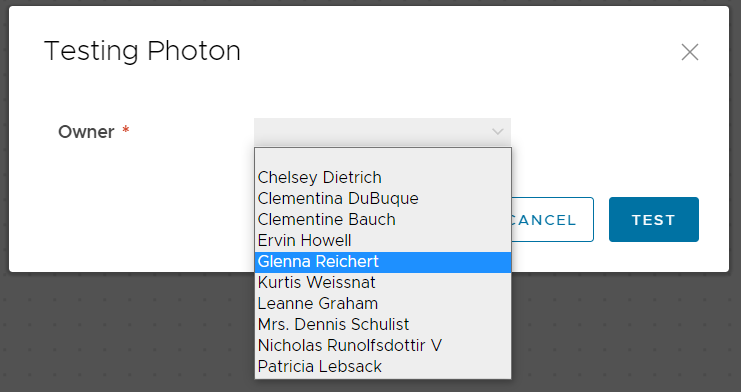 Testing Photon
Owner *
Chelsey Dietrich
Clementina DuBuque
Clementine Bauch
Ervin Howell
Glenna Reichert
Kurtis Weissnat
Leanne Graham
Mrs. Dennis Schulist
Nicholas Runolfsdottir V
Patricia Lebsack
CANCEL
TEST